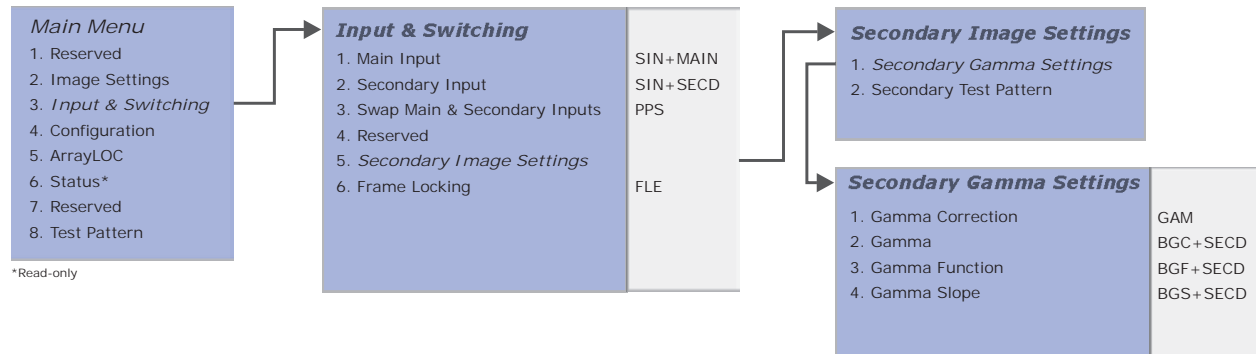 Main Menu
1. Reserved
2. Image Settings
3. Input & Switching
4. Configuration
5. ArrayLOC
6. Status*
7. Reserved
8. Test Pattern
*Read-only
Input & Switching
1. Main Input SIN+MAIN
2. Secondary Input SIN+SECD
3. Swap Main & Secondary Inputs PPS
4. Reserved
5. Secondary Image Settings
6. Frame Locking FLE
Secondary Image Settings
1. Secondary Gamma Settings
2. Secondary Test Pattern
Secondary Gamma Settings
1. Gamma Correction GAM
2. Gamma BGC+SECD
3. Gamma Function BGF+SECD
4. Gamma Slope BGS+SECD